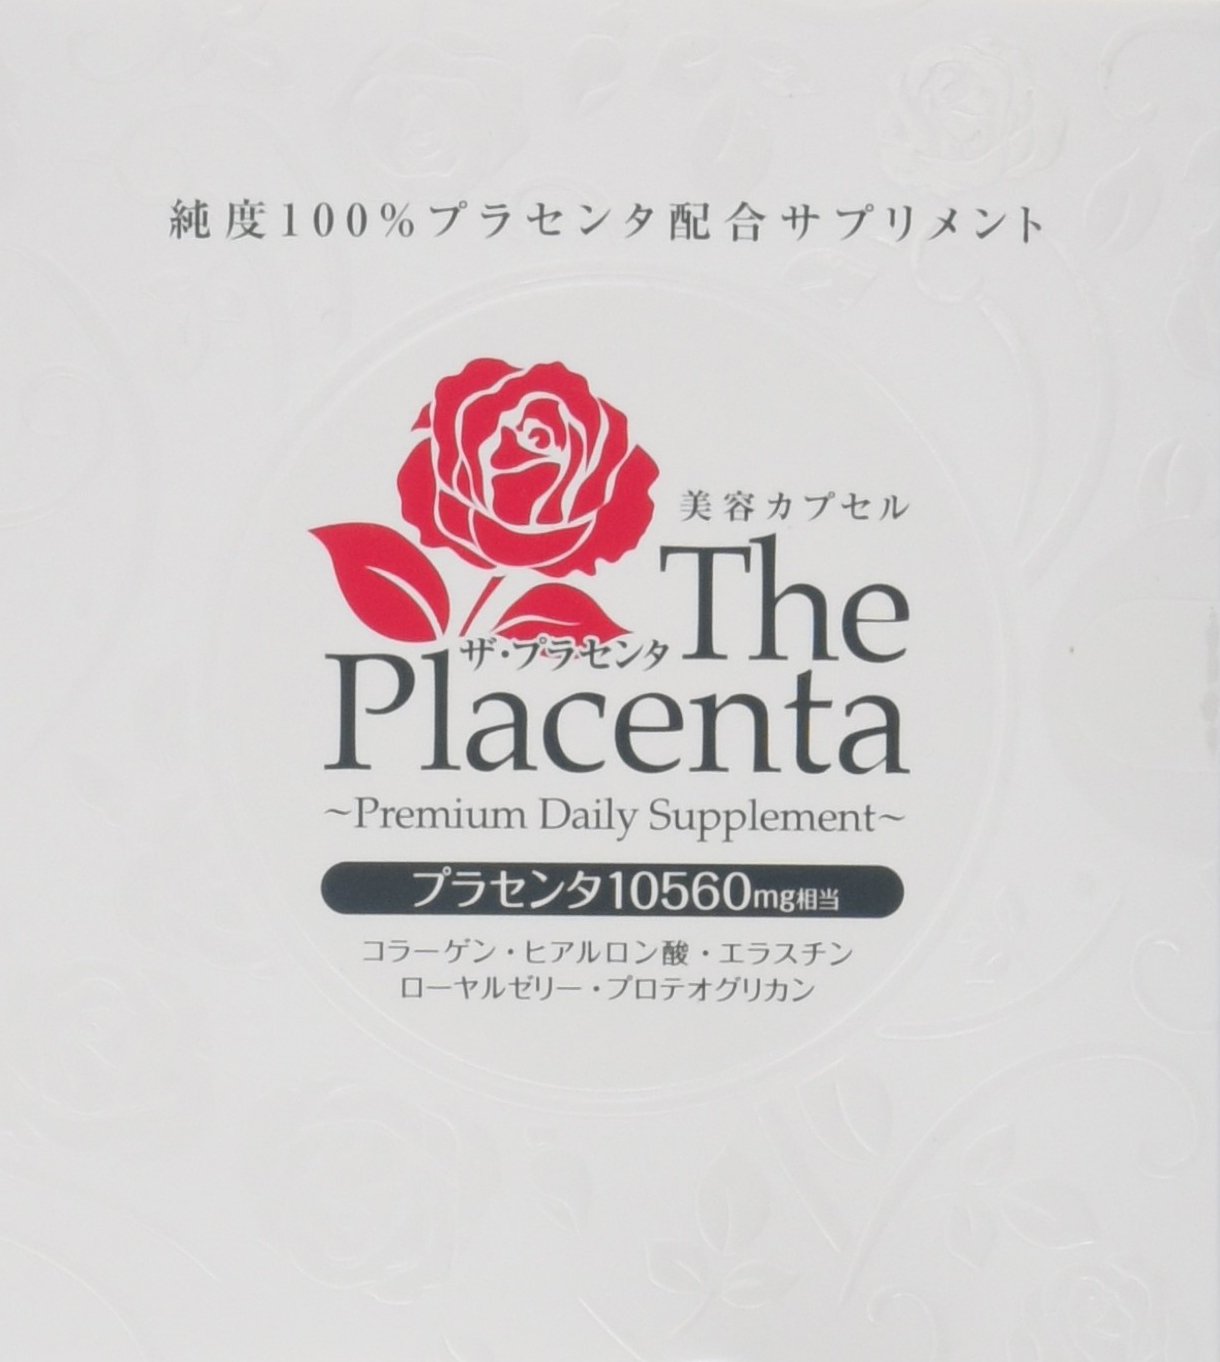 純度100%プラセンタ配合サプリメント
美容カプセル
The
ザ・プラセンタ
Placenta
~Premium Daily Supplement~
プラセンタ10560mg相当
コラーゲン・ヒアルロン酸・エラスチン
ローヤルゼリー・プロテオグリカン